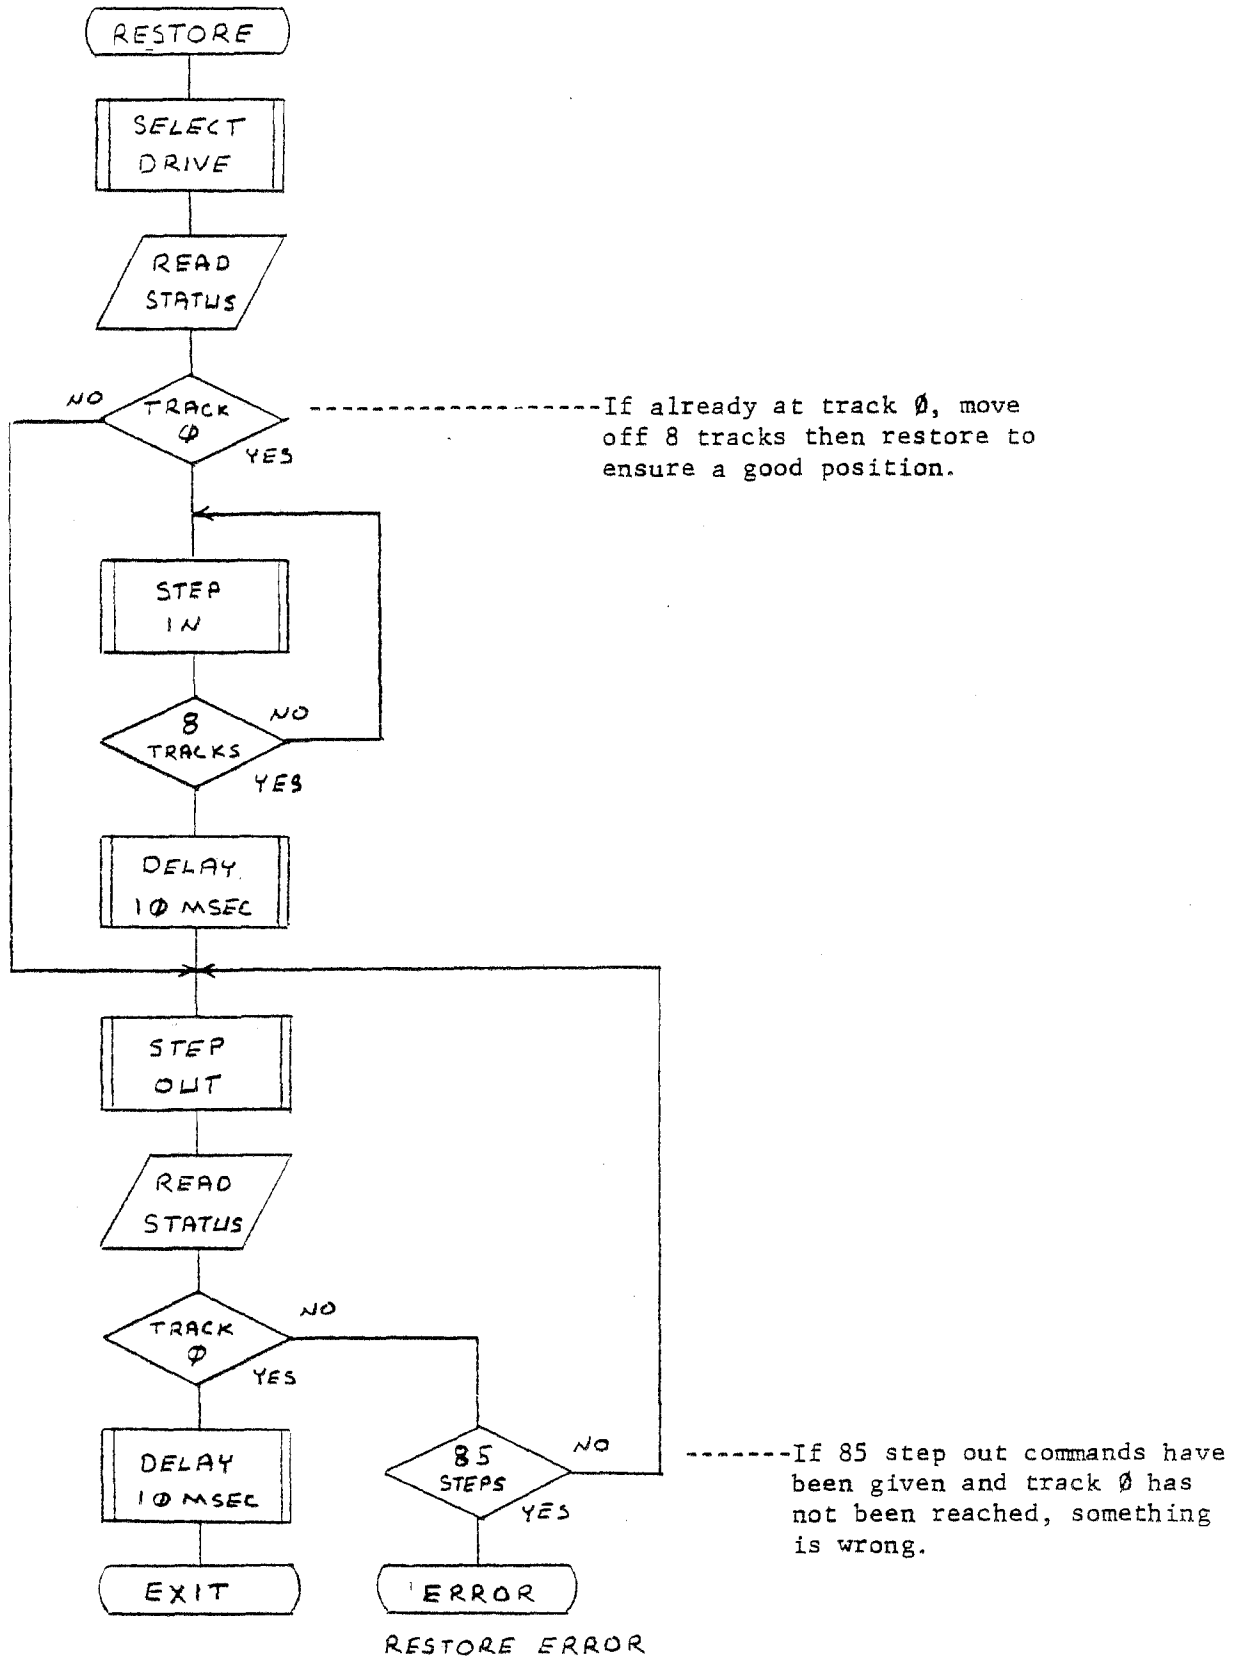 RESTORE
SELECT
DRIVE
READ
STATUS
NO
TRACK
Ø
YES
-------------------If already at track Ø, move
off 8 tracks then restore to
ensure a good position.
STEP
IN
8
TRACKS
NO
YES
DELAY
1Ø MSEC
STEP
OUT
READ
STATUS
TRACK
Ø
NO
YES
DELAY
1Ø MSEC
EXIT
85
STEPS
NO
YES
-------If 85 step out commands have
been given and track Ø has
not been reached, something
is wrong.
ERROR
RESTORE ERROR